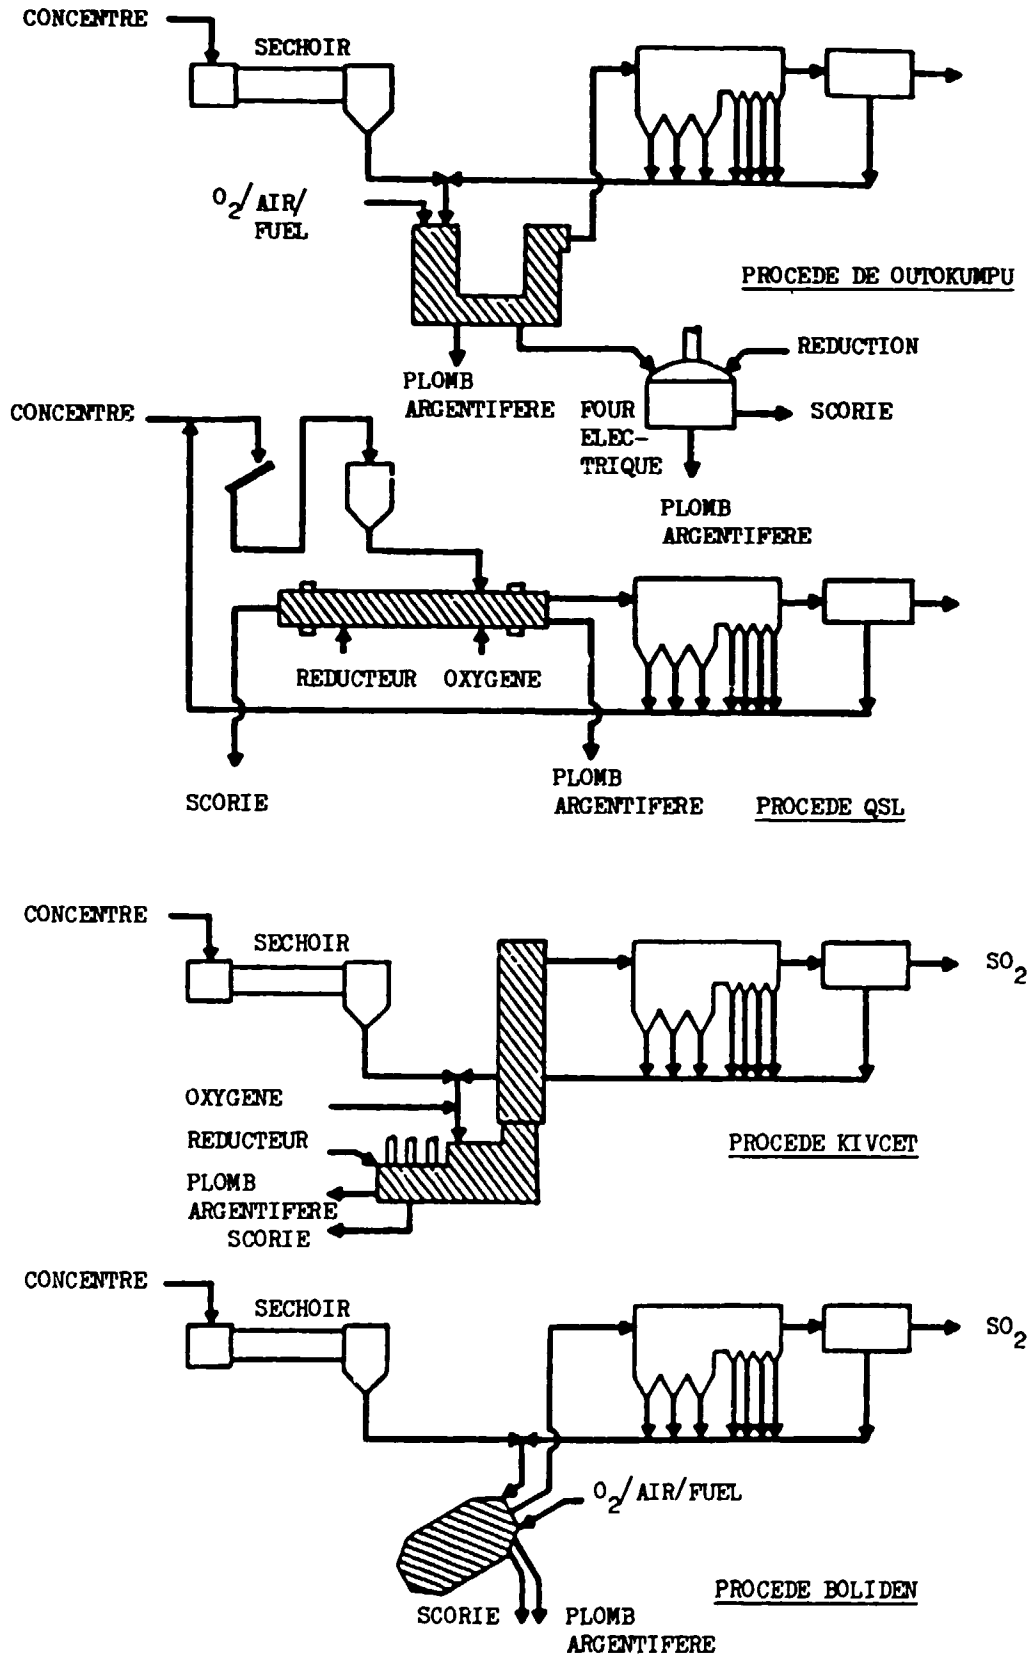 CONCENTRE
SECHOIR
O2/AIR/
FUEL
PROCEDE DE OUTOKUMPU
REDUCTION
PLOMB
ARGENTIFERE
FOUR
ELEC-
TRIQUE
SCORIE
PLOMB
ARGENTIFERE
CONCENTRE
REDUCTEUR
OXYGENE
SCORIE
PLOMB
ARGENTIFERE
PROCEDE QSL
CONCENTRE
SECHOIR
SO2
OXYGENE
REDUCTEUR
PLOMB
ARGENTIFERE
SCORIE
PROCEDE KIVCET
CONCENTRE
SECHOIR
SO2
O2/AIR/FUEL
SCORIE
PLOMB
ARGENTIFERE
PROCEDE BOLIDEN